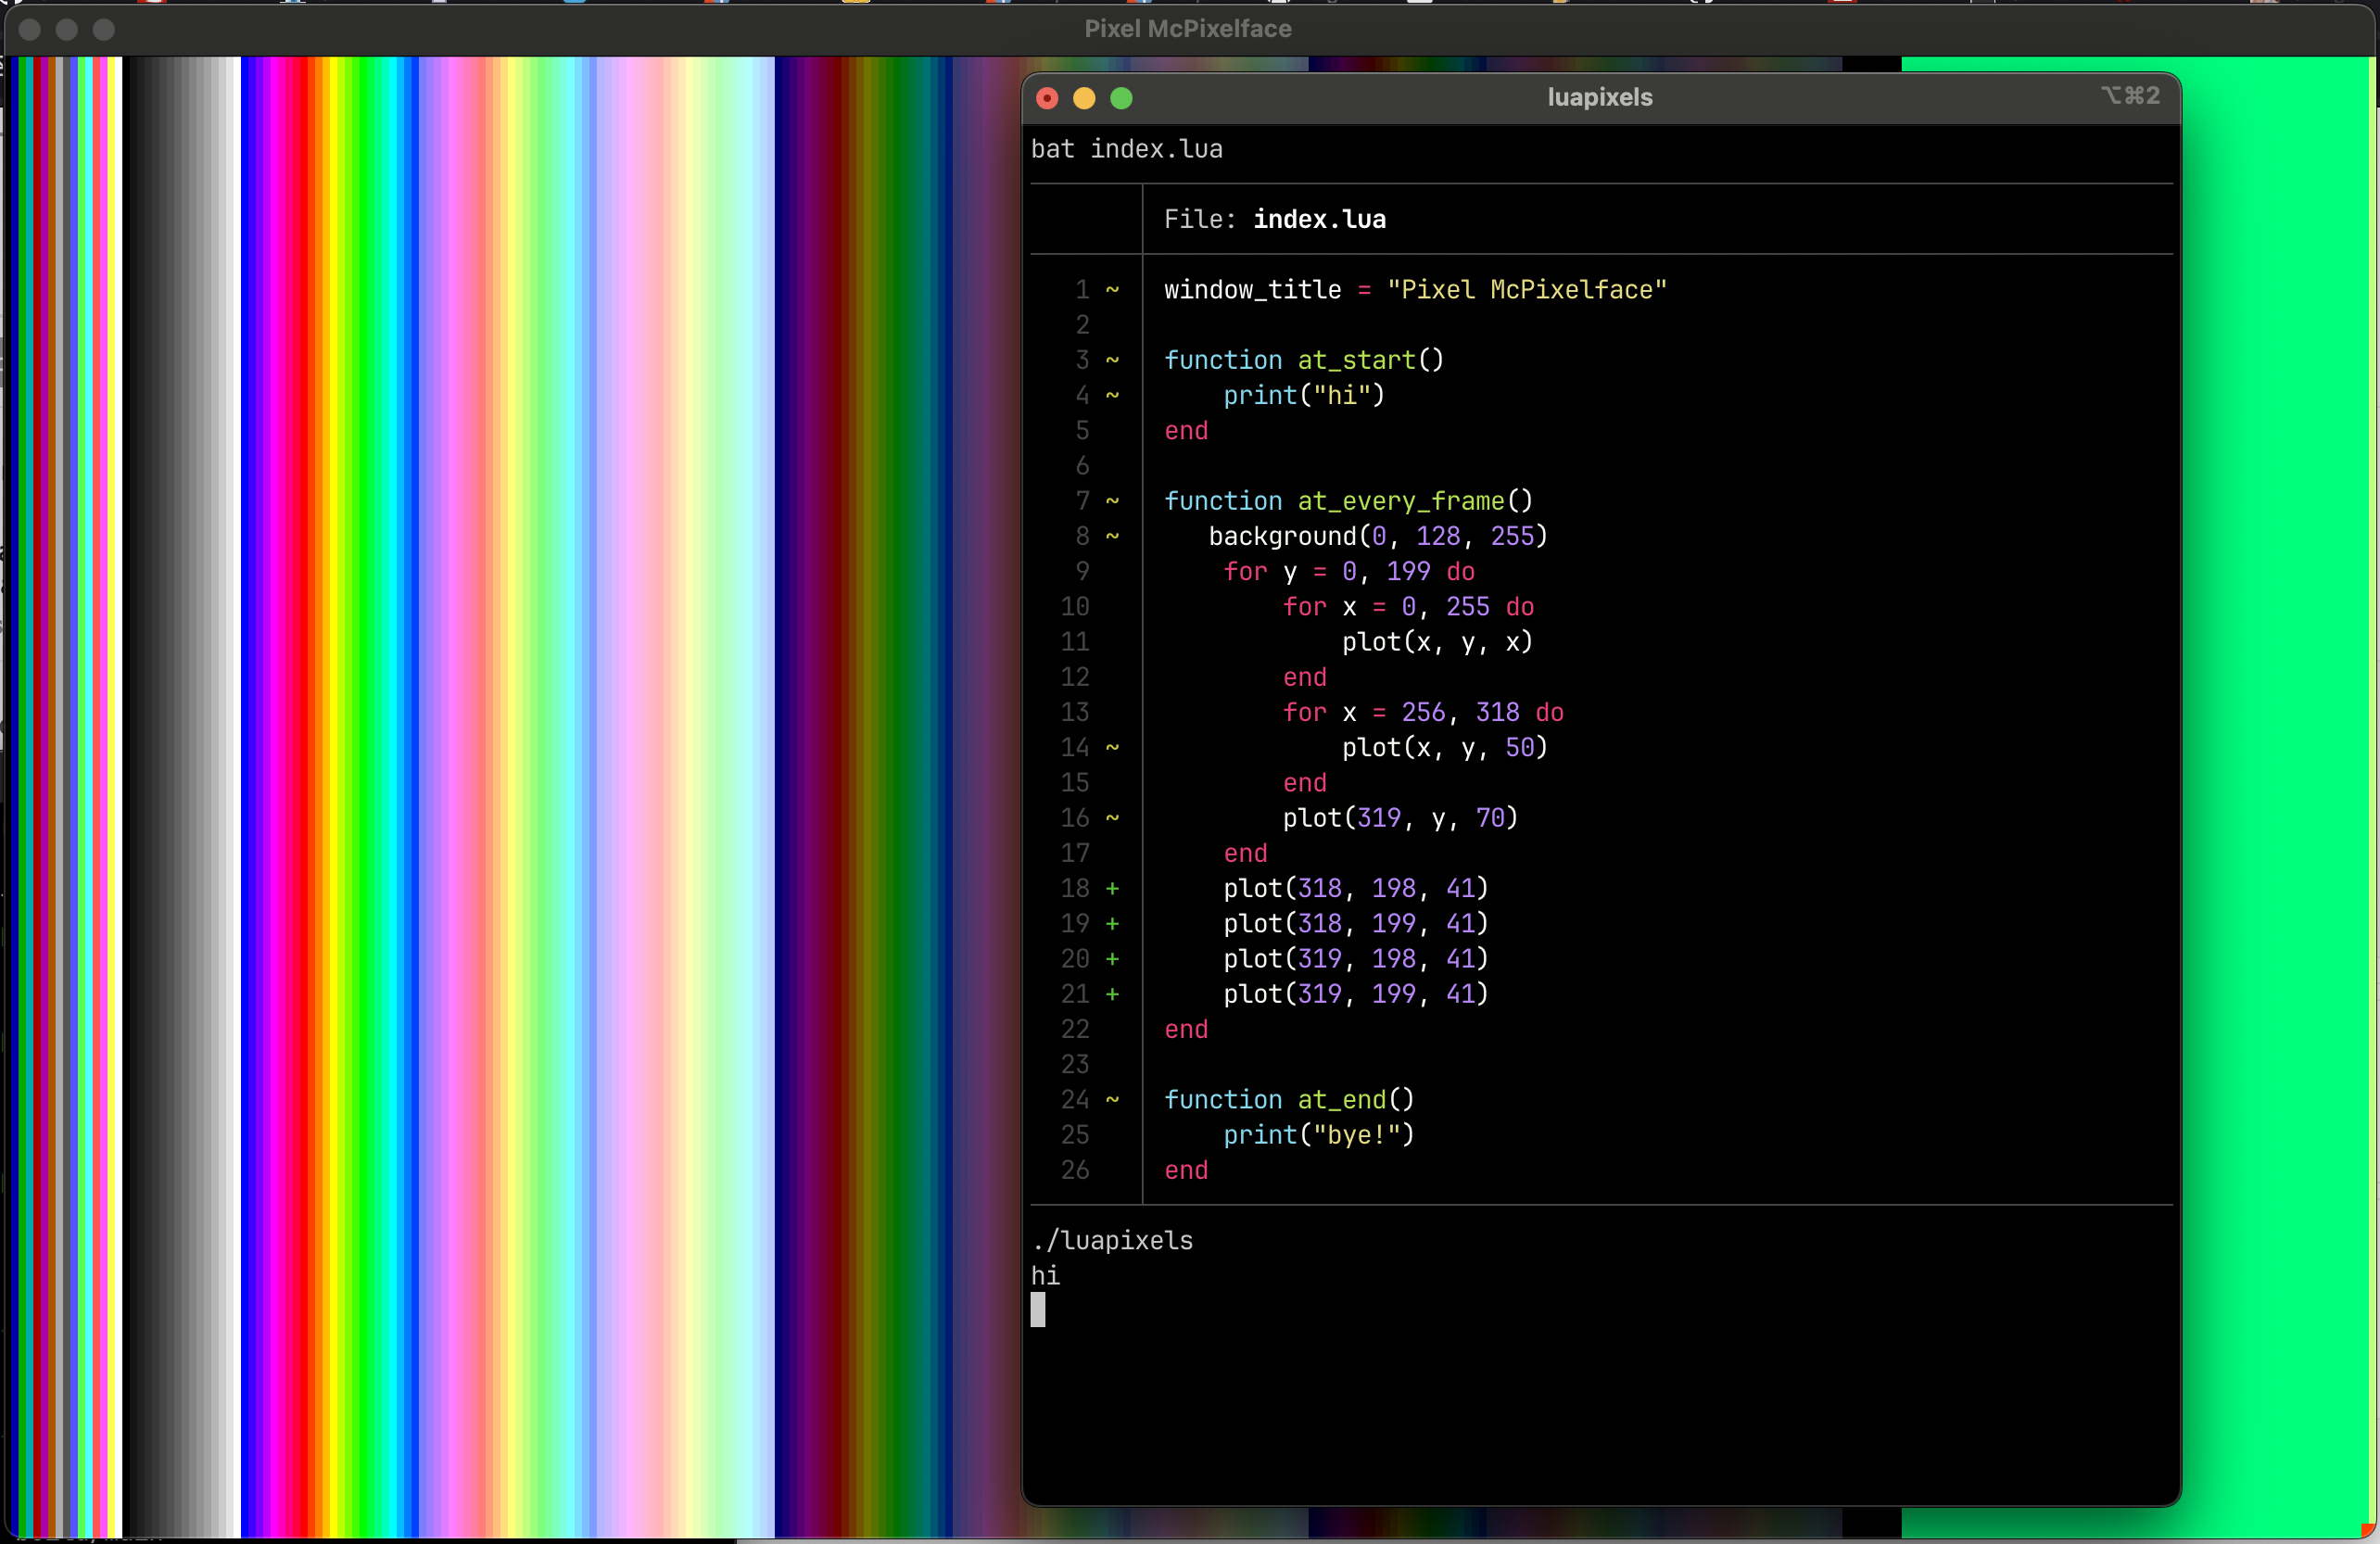 Pixel McPixelface
luapixels
⌥⌘2
bat index.lua
File: index.lua
1 ~ window_title = "Pixel McPixelface"
2
3 ~ function at_start()
4 ~     print("hi")
5   end
6
7 ~ function at_every_frame()
8 ~    background(0, 128, 255)
9       for y = 0, 199 do
10          for x = 0, 255 do
11              plot(x, y, x)
12          end
13          for x = 256, 318 do
14 ~            plot(x, y, 50)
15          end
16 ~        plot(319, y, 70)
17      end
18 +    plot(318, 198, 41)
19 +    plot(318, 199, 41)
20 +    plot(319, 198, 41)
21 +    plot(319, 199, 41)
22  end
23
24 ~ function at_end()
25      print("bye!")
26  end
./luapixels
hi